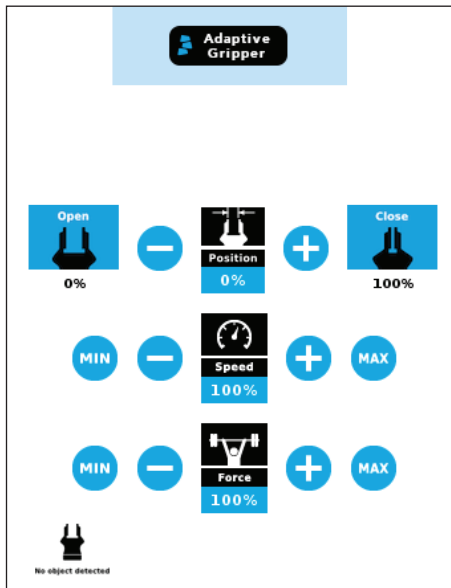 Adaptive
Gripper
Open
Close
Position
0%
0%
100%
MIN
Speed
MAX
100%
MIN
Force
MAX
100%
No object detected